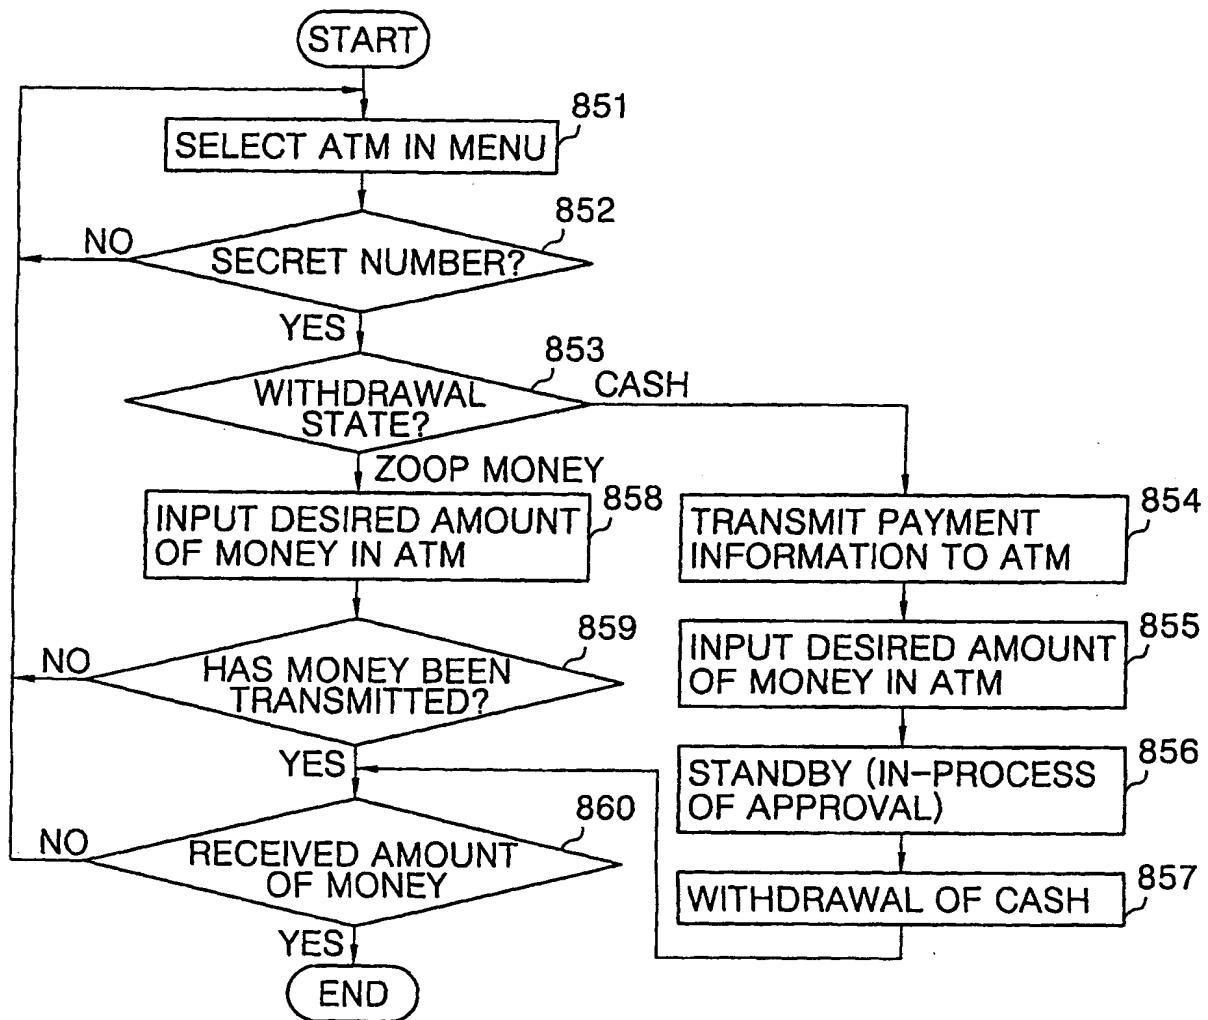 START
851
SELECT ATM IN MENU
852
NO
SECRET NUMBER?
YES
853
WITHDRAWAL
STATE?
CASH
ZOOP MONEY
858
INPUT DESIRED AMOUNT
OF MONEY IN ATM
854
TRANSMIT PAYMENT
INFORMATION TO ATM
859
NO
HAS MONEY BEEN
TRANSMITTED?
YES
855
INPUT DESIRED AMOUNT
OF MONEY IN ATM
856
STANDBY (IN-PROCESS
OF APPROVAL)
860
NO
RECEIVED AMOUNT
OF MONEY
YES
857
WITHDRAWAL OF CASH
END